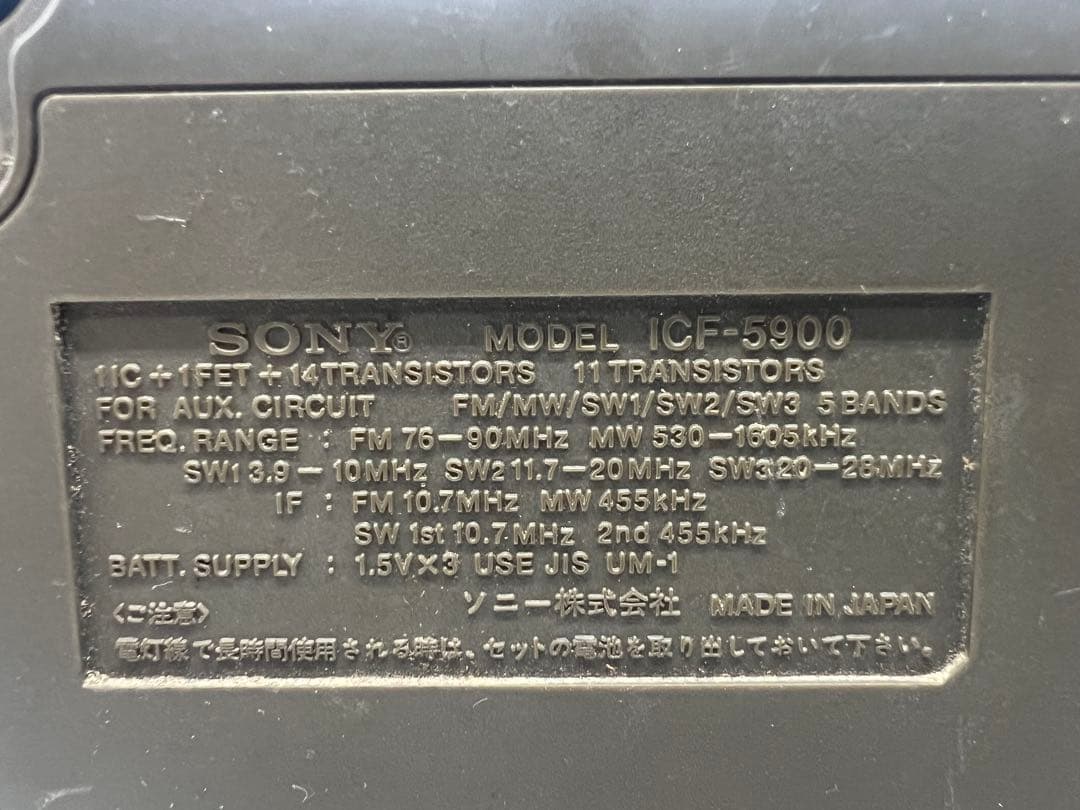 SONY® MODEL ICF-5900
1IC+1FET+14TRANSISTORS 11TRANSISTORS
FOR AUX. CIRCUIT FM/MW/SW1/SW2/SW3 5BANDS
FREQ. RANGE : FM 76-90MHz MW 530-1605kHz
SW1 3.9-10MHz SW2 11.7-20MHz SW3 20-28MHz
IF : FM 10.7MHz MW 455kHz
SW 1st 10.7MHz 2nd 455kHz
BATT. SUPPLY : 1.5V×3 USE JIS UM-1
ソニー株式会社 MADE IN JAPAN
〈ご注意〉
電灯線で長時間使用される時は、セットの電池を取り出しておいて下さい。